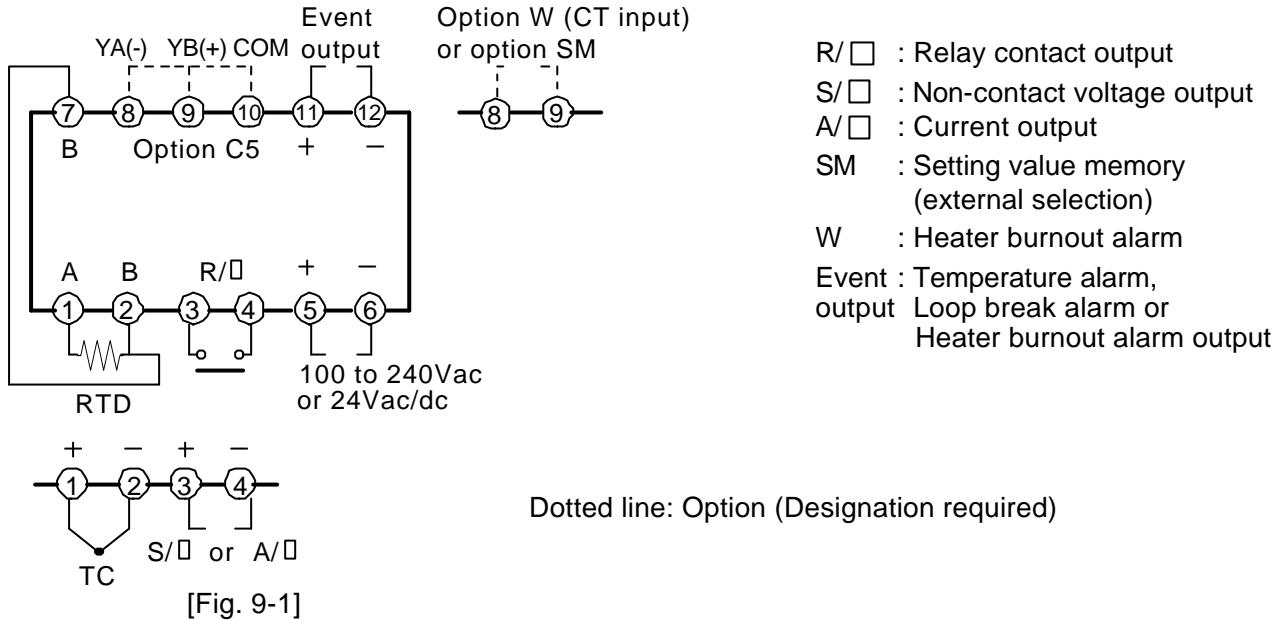 Event
output
Option W (CT input)
or option SM
YA(-) YB(+) COM
7 8 9 10 11 12
B Option C5 + −
8 9
A B R/□ + −
1 2 3 4 5 6
RTD
100 to 240Vac
or 24Vac/dc
+ − + −
1 2 3 4
TC
S/□ or A/□
[Fig. 9-1]
R/□ : Relay contact output
S/□ : Non-contact voltage output
A/□ : Current output
SM : Setting value memory
(external selection)
W : Heater burnout alarm
Event : Temperature alarm,
output Loop break alarm or
Heater burnout alarm output
Dotted line: Option (Designation required)